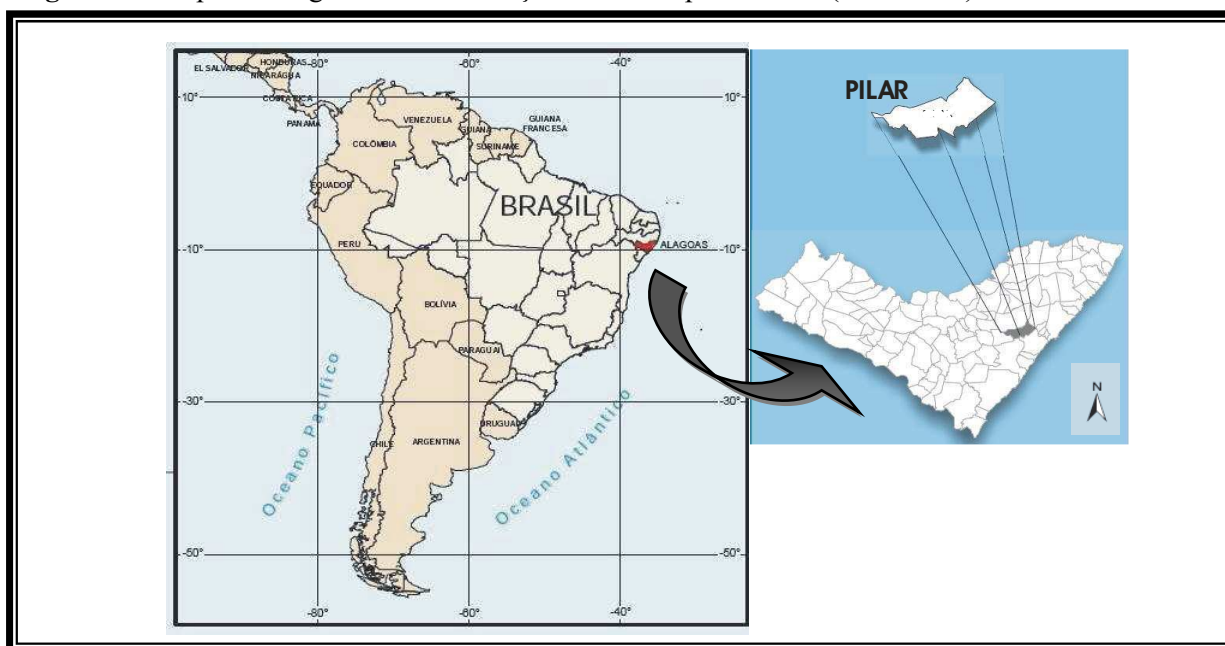 HONDURAS
EL SALVADOR
NICARÁGUA
COSTA RICA
PANAMÁ
-80°
-60°
-40°
-10°
-10°
VENEZUELA
GUIANA
GUIANA
FRANCESA
SURINAME
COLÔMBIA
EQUADOR
BRASIL
PERU
-10°
ALAGOAS
-10°
BOLÍVIA
PARAGUAI
-30°
-30°
URUGUAI
CHILE
ARGENTINA
Oceano Pacífico
Oceano Atlântico
-50°
-50°
-80°
-60°
-40°
PILAR
N